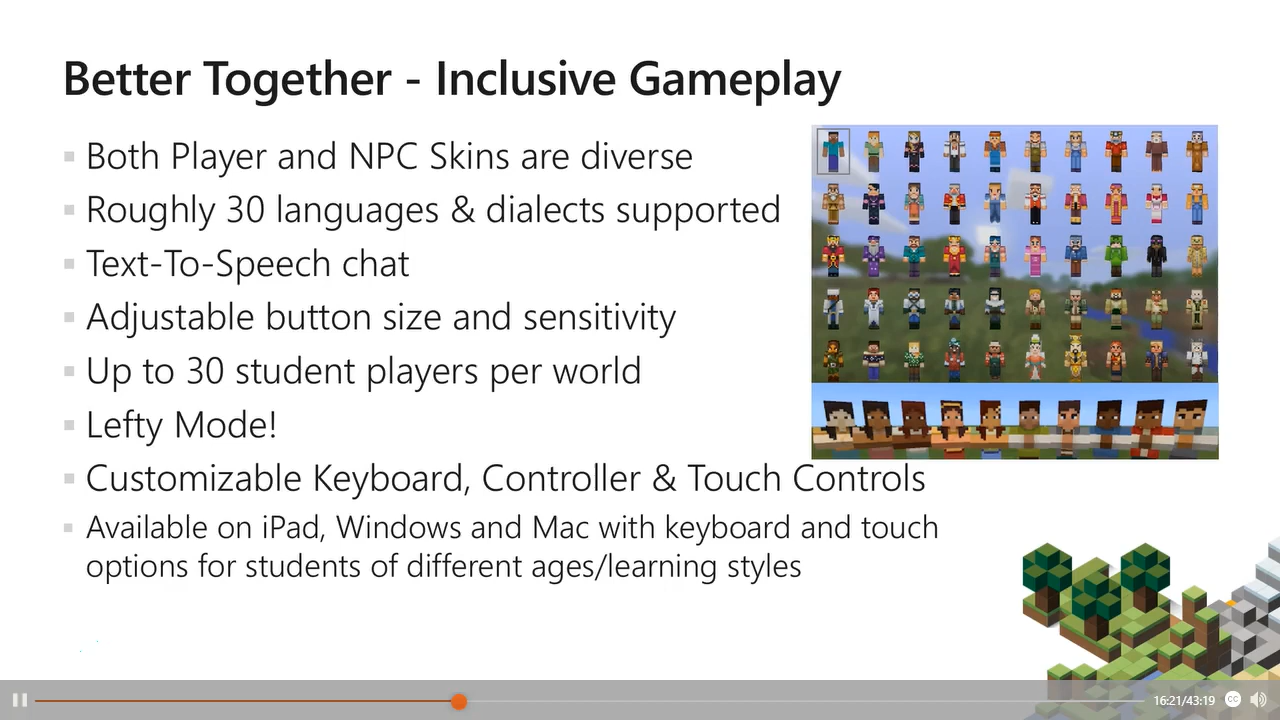 Better Together - Inclusive Gameplay
Both Player and NPC Skins are diverse
Roughly 30 languages & dialects supported
Text-To-Speech chat
Adjustable button size and sensitivity
Up to 30 student players per world
Lefty Mode!
Customizable Keyboard, Controller & Touch Controls
Available on iPad, Windows and Mac with keyboard and touch
options for students of different ages/learning styles
16:21/43:19 CC